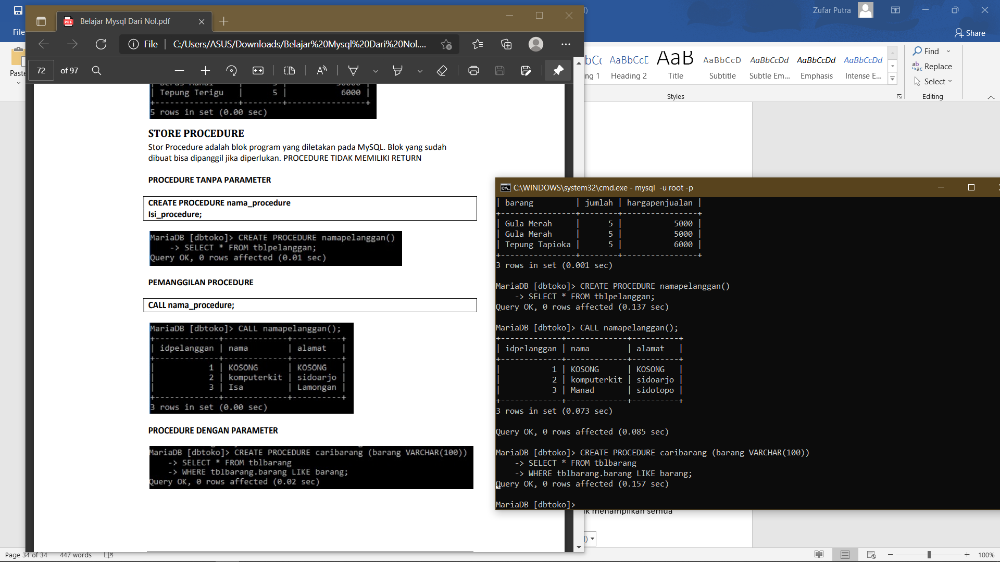 Belajar Mysql Dari Nol.pdf
File
C:/Users/ASUS/Downloads/Belajar%20Mysql%20Dari%20Nol....
72 of 97
| Tepung Terigu | 5 | 6000 |
5 rows in set (0.00 sec)
STORE PROCEDURE
Stor Procedure adalah blok program yang diletakan pada MySQL. Blok yang sudah
dibuat bisa dipanggil jika diperlukan. PROCEDURE TIDAK MEMILIKI RETURN
PROCEDURE TANPA PARAMETER
CREATE PROCEDURE nama_procedure
Isi_procedure;
MariaDB [dbtoko]> CREATE PROCEDURE namapelanggan()
-> SELECT * FROM tblpelanggan;
Query OK, 0 rows affected (0.01 sec)
PEMANGGILAN PROCEDURE
CALL nama_procedure;
MariaDB [dbtoko]> CALL namapelanggan();
+-------------+-------------+----------+
| idpelanggan | nama | alamat |
+-------------+-------------+----------+
| 1 | KOSONG | KOSONG |
| 2 | komputerkit | sidoarjo |
| 3 | Isa | Lamongan |
+-------------+-------------+----------+
3 rows in set (0.00 sec)
PROCEDURE DENGAN PARAMETER
MariaDB [dbtoko]> CREATE PROCEDURE caribarang (barang VARCHAR(100))
-> SELECT * FROM tblbarang
-> WHERE tblbarang.barang LIKE barang;
Query OK, 0 rows affected (0.02 sec)
Zufar Putra
File
Share
Paste
AaBbCcD
AaB
AaBbCcD
AaBbCcDd
AaBbCcDd
AaBbCcDd
ing 1
Heading 2
Title
Subtitle
Subtle Em...
Emphasis
Intense E...
Styles
Find
Replace
Select
Editing
C:\WINDOWS\system32\cmd.exe - mysql -u root -p
| barang | jumlah | hargapenjualan |
+----------------+--------+----------------+
| Gula Merah | 5 | 5000 |
| Gula Merah | 5 | 5000 |
| Tepung Tapioka | 5 | 6000 |
+----------------+--------+----------------+
3 rows in set (0.001 sec)
MariaDB [dbtoko]> CREATE PROCEDURE namapelanggan()
-> SELECT * FROM tblpelanggan;
Query OK, 0 rows affected (0.137 sec)
MariaDB [dbtoko]> CALL namapelanggan();
+-------------+-------------+----------+
| idpelanggan | nama | alamat |
+-------------+-------------+----------+
| 1 | KOSONG | KOSONG |
| 2 | komputerkit | sidoarjo |
| 3 | Manad | sidotopo |
+-------------+-------------+----------+
3 rows in set (0.073 sec)
Query OK, 0 rows affected (0.085 sec)
MariaDB [dbtoko]> CREATE PROCEDURE caribarang (barang VARCHAR(100))
-> SELECT * FROM tblbarang
-> WHERE tblbarang.barang LIKE barang;
Query OK, 0 rows affected (0.157 sec)
MariaDB [dbtoko]>
menampilkan semua
Page 34 of 34
447 words
100%